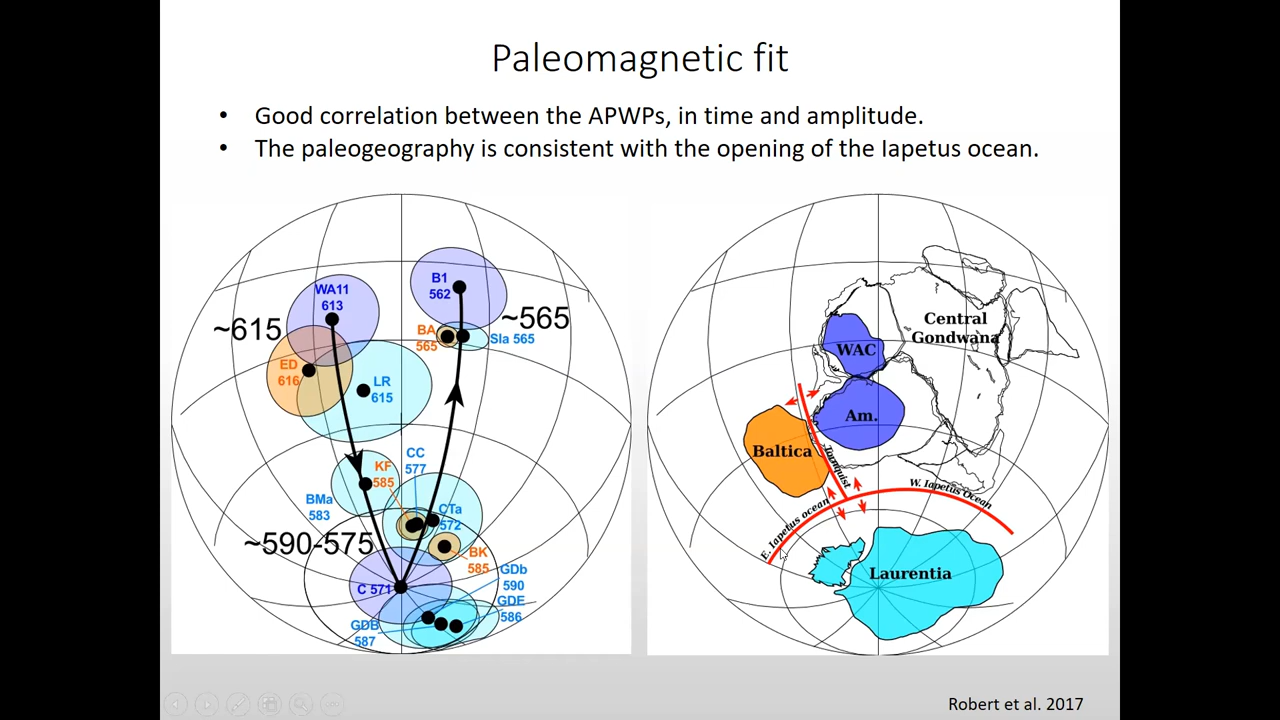 Paleomagnetic fit
• Good correlation between the APWPs, in time and amplitude.
• The paleogeography is consistent with the opening of the Iapetus ocean.
WA11
613
~615
ED
616
LR
615
B1
562
~565
BA
565
Sla 565
CC
577
KF
585
BMa
583
CTa
572
~590-575
BK
585
GDb
590
C 571
GDE
586
GDB
587
Central
Gondwana
WAC
Am.
Baltica
Tornquist
W. Iapetus Ocean
E. Iapetus ocean
Laurentia
Robert et al. 2017